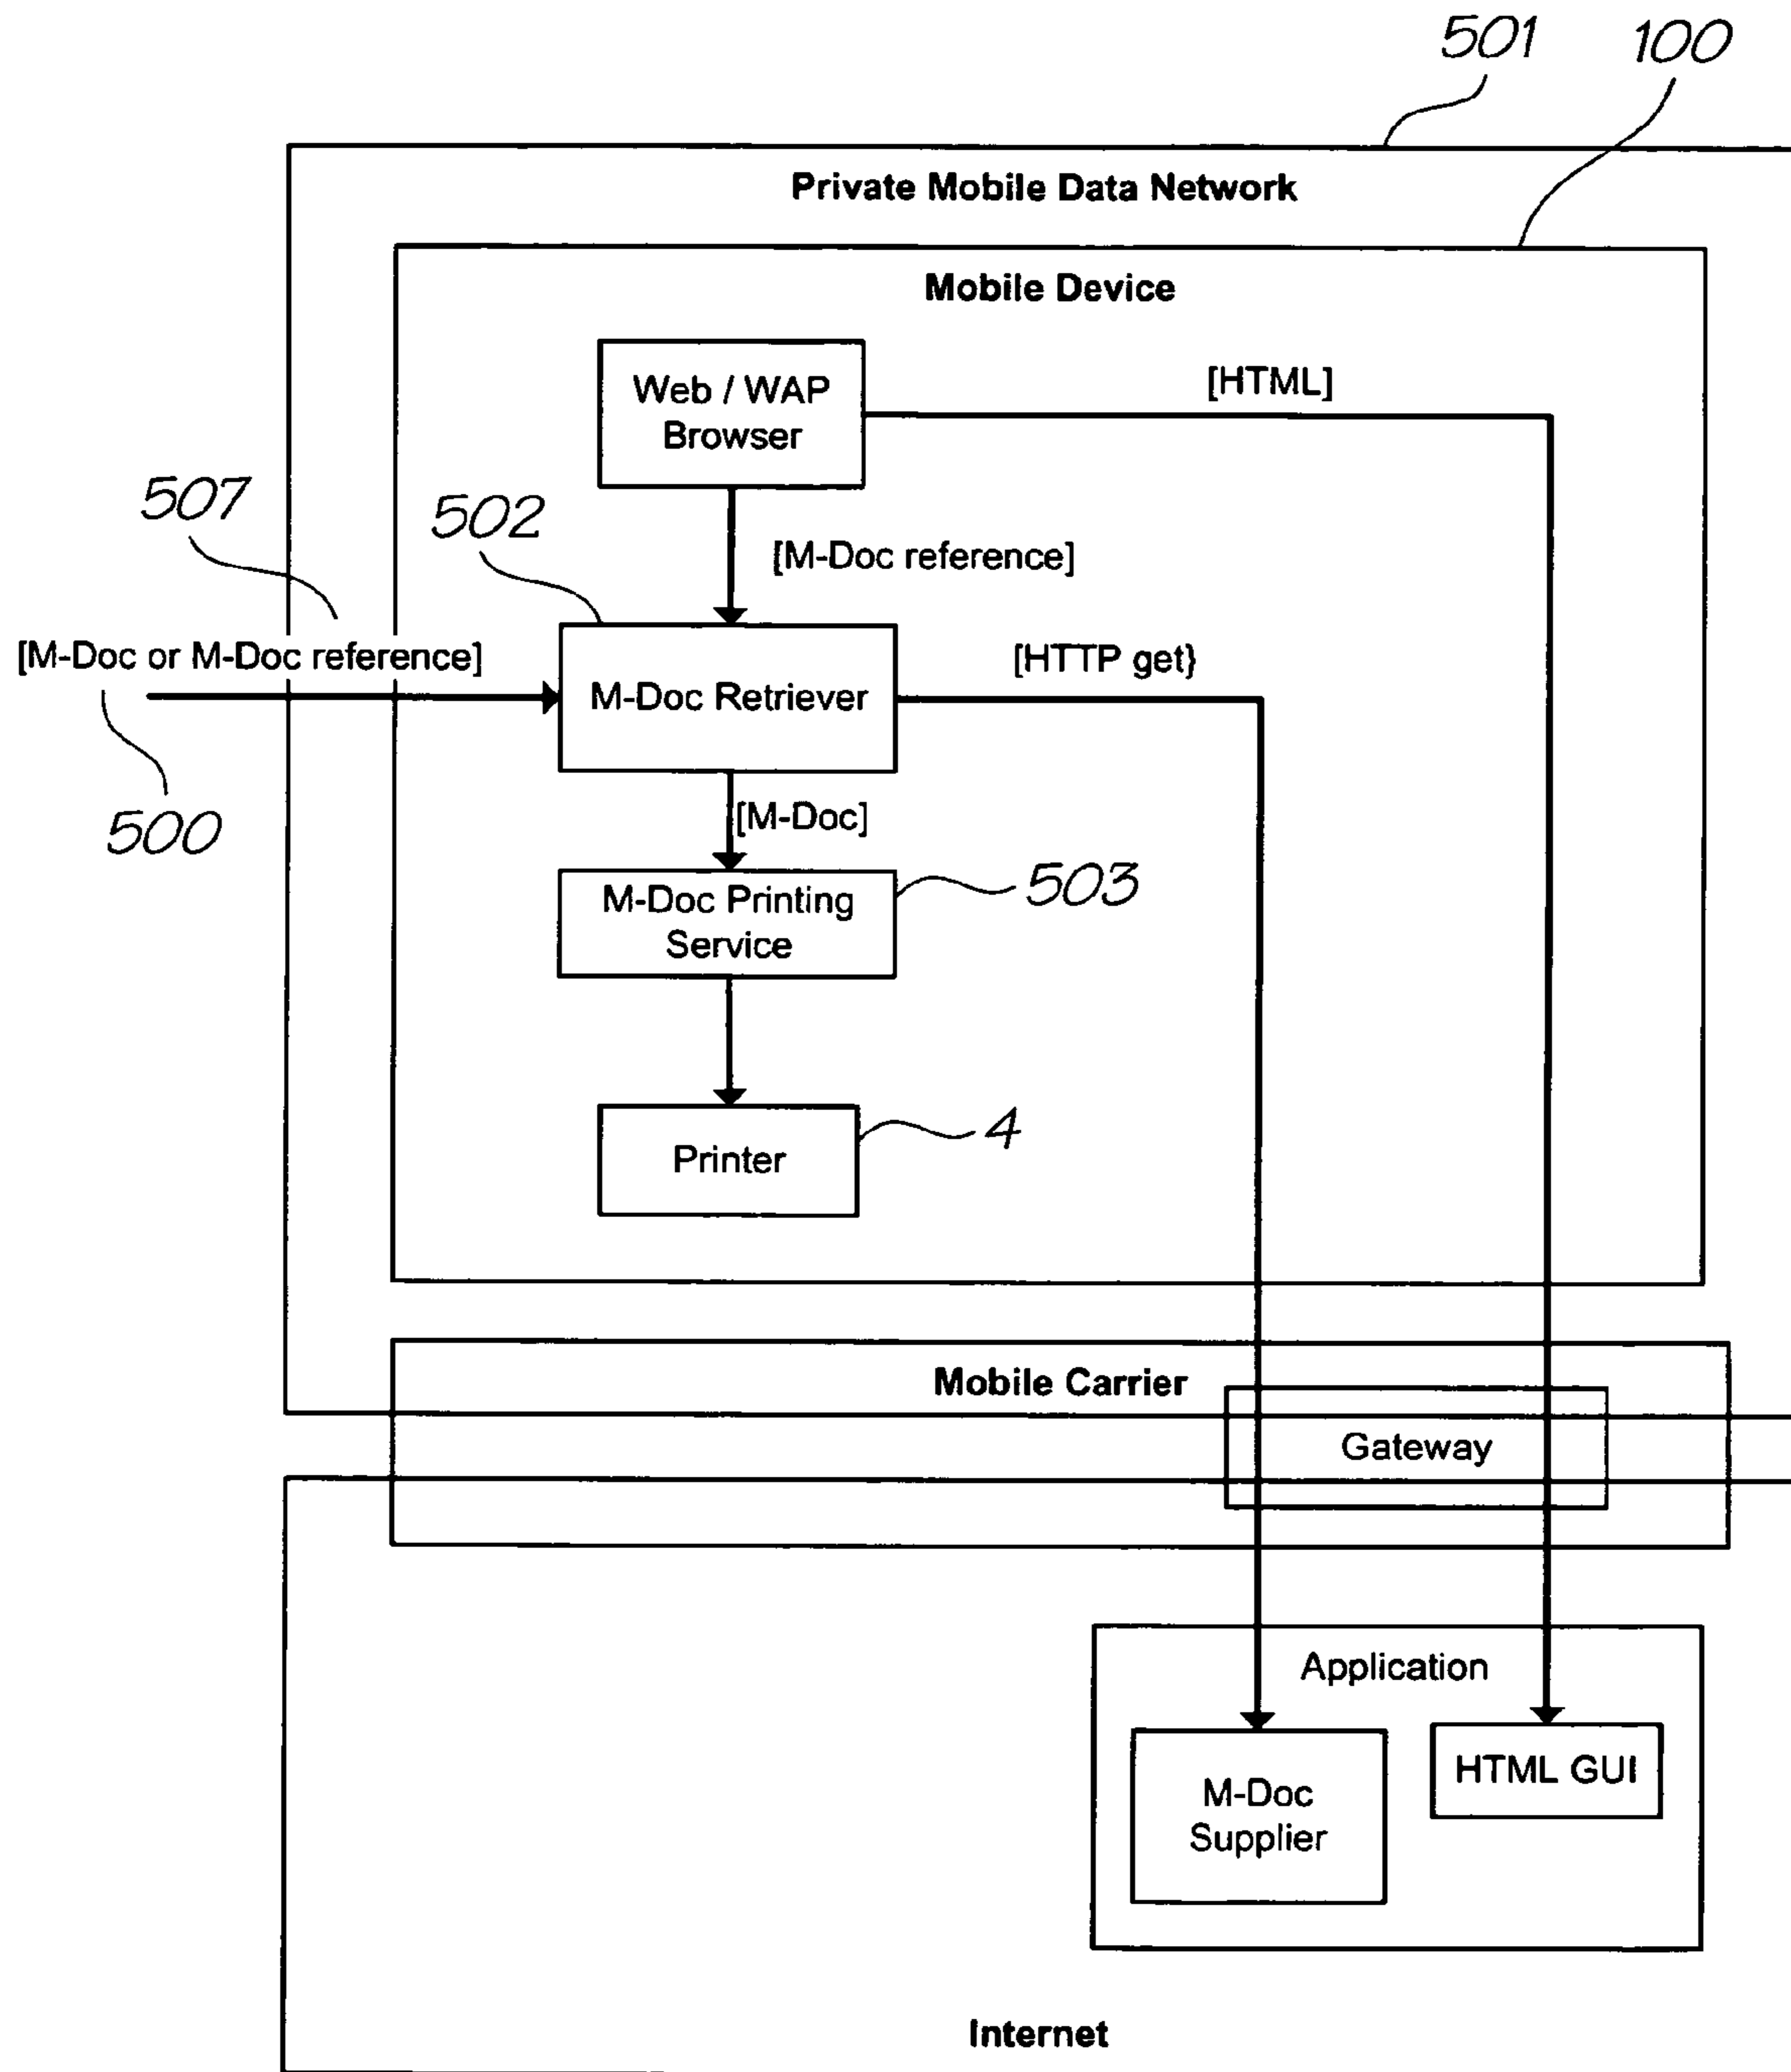 501
100
Private Mobile Data Network
Mobile Device
Web / WAP
Browser
[HTML]
507
502
[M-Doc reference]
[M-Doc or M-Doc reference]
M-Doc Retriever
[HTTP get}
500
[M-Doc]
M-Doc Printing
Service
503
Printer
4
Mobile Carrier
Gateway
Application
M-Doc
Supplier
HTML GUI
Internet